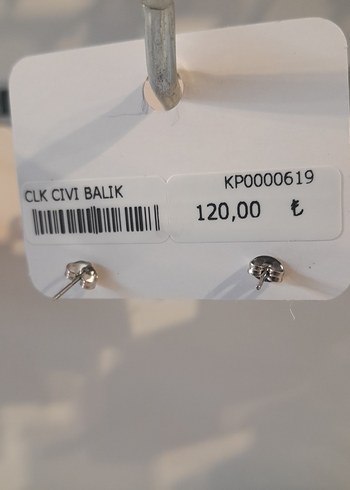 CLK CIVI BALIK
KP0000619
120,00 ₺